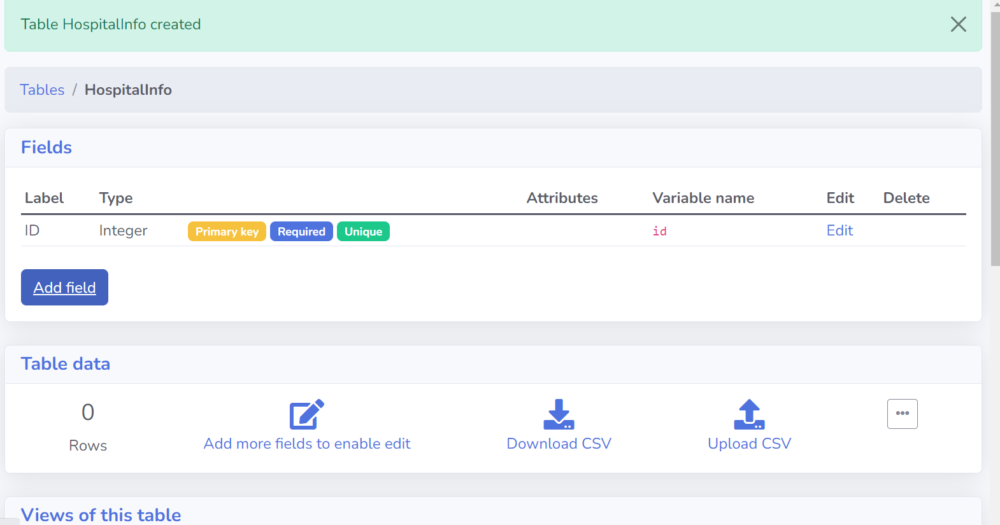 Table HospitalInfo created
Tables / HospitalInfo
Fields
Label Type Attributes Variable name Edit Delete
ID Integer Primary key Required Unique id Edit
Add field
Table data
0
Rows
Add more fields to enable edit
Download CSV
Upload CSV
Views of this table